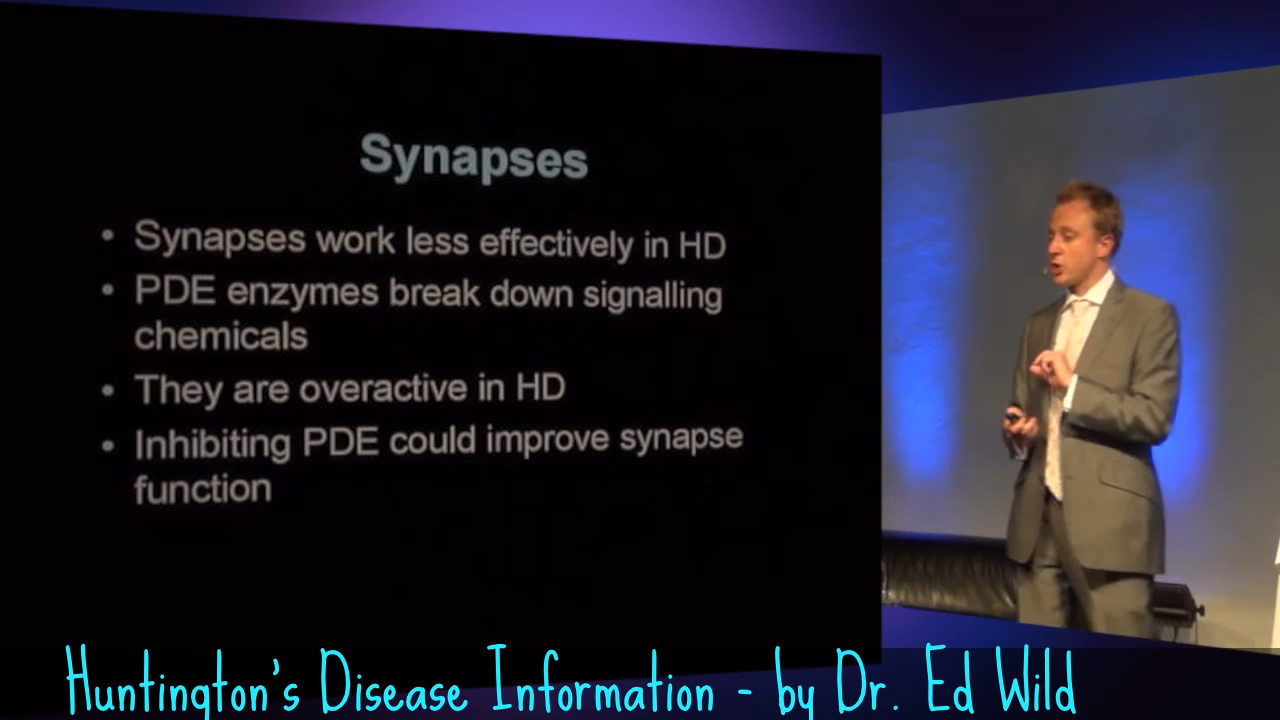 Synapses
• Synapses work less effectively in HD
• PDE enzymes break down signalling
chemicals
• They are overactive in HD
• Inhibiting PDE could improve synapse
function
Huntington's Disease Information - by Dr. Ed Wild